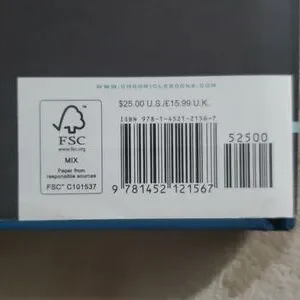 WWW.CHRONICLEBOOKS.COM
$25.00 U.S./£15.99 U.K.
ISBN 978-1-4521-2156-7
52500
9 781452 121567
FSC
www.fsc.org
MIX
Paper from
responsible sources
FSC™ C101537